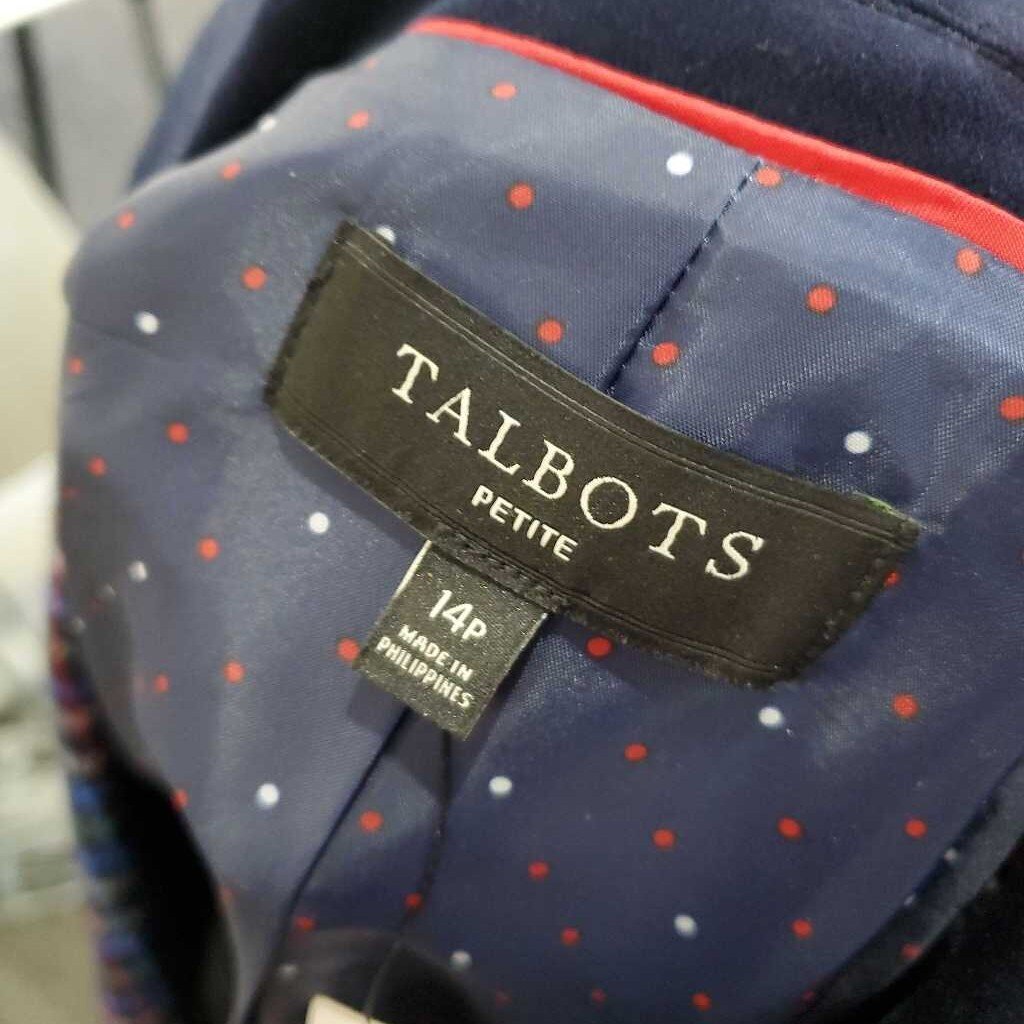 TALBOTS
PETITE
14P
MADE IN
PHILIPPINES